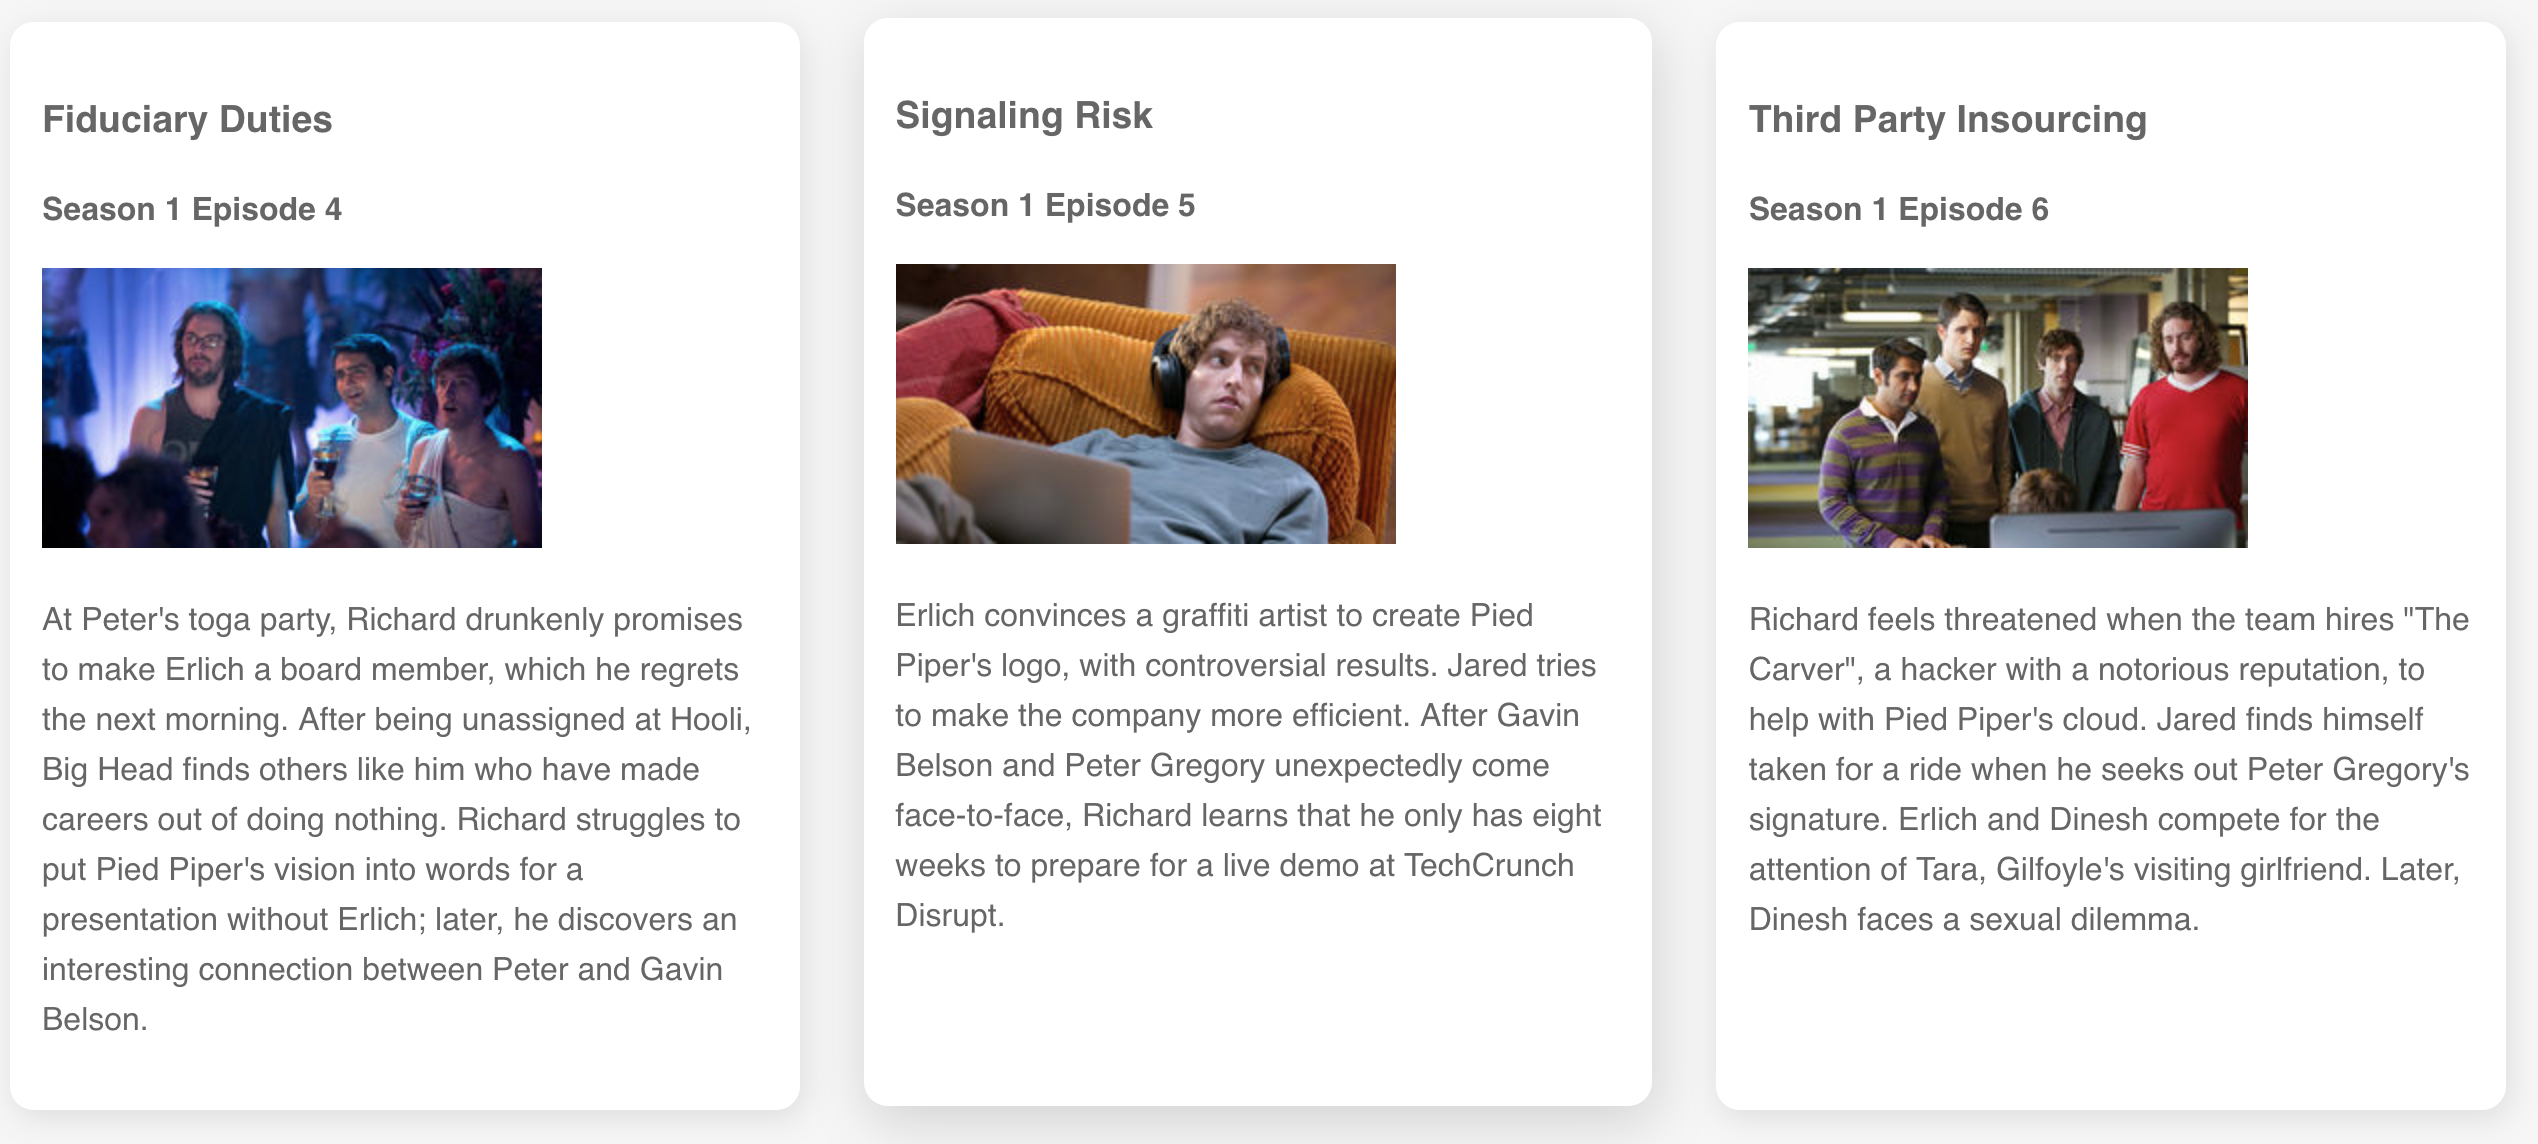 Fiduciary Duties
Season 1 Episode 4
At Peter's toga party, Richard drunkenly promises
to make Erlich a board member, which he regrets
the next morning. After being unassigned at Hooli,
Big Head finds others like him who have made
careers out of doing nothing. Richard struggles to
put Pied Piper's vision into words for a
presentation without Erlich; later, he discovers an
interesting connection between Peter and Gavin
Belson.
Signaling Risk
Season 1 Episode 5
Erlich convinces a graffiti artist to create Pied
Piper's logo, with controversial results. Jared tries
to make the company more efficient. After Gavin
Belson and Peter Gregory unexpectedly come
face-to-face, Richard learns that he only has eight
weeks to prepare for a live demo at TechCrunch
Disrupt.
Third Party Insourcing
Season 1 Episode 6
Richard feels threatened when the team hires "The
Carver", a hacker with a notorious reputation, to
help with Pied Piper's cloud. Jared finds himself
taken for a ride when he seeks out Peter Gregory's
signature. Erlich and Dinesh compete for the
attention of Tara, Gilfoyle's visiting girlfriend. Later,
Dinesh faces a sexual dilemma.